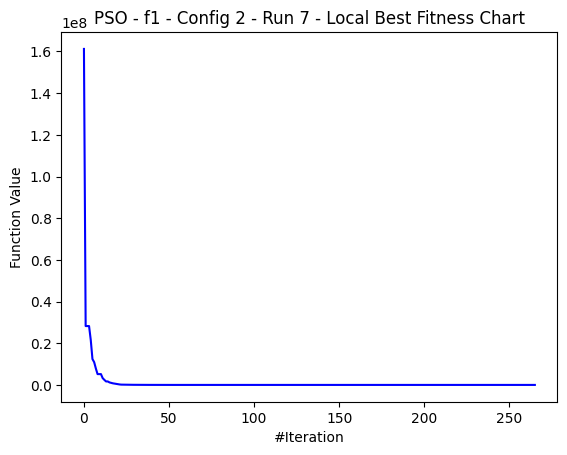 PSO - f1 - Config 2 - Run 7 - Local Best Fitness Chart
1e8
1.6
1.4
1.2
1.0
0.8
0.6
0.4
0.2
0.0
Function Value
0 50 100 150 200 250
#Iteration